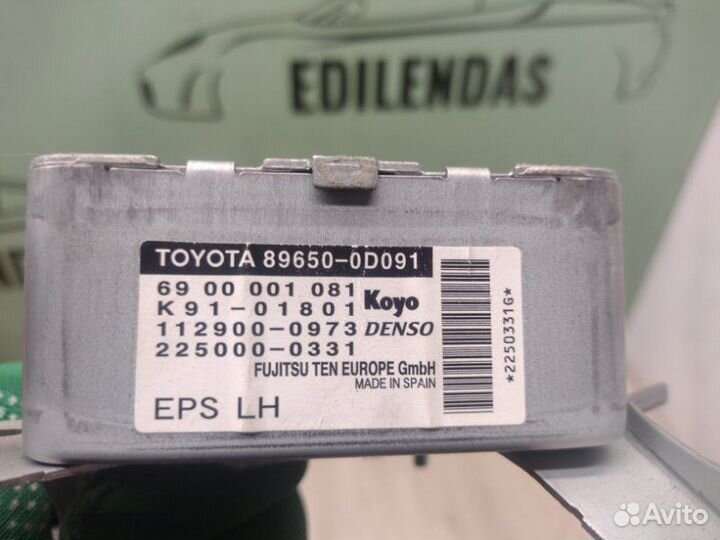 EDILENDAS
TOYOTA 89650-0D091
69 00 001 081
K91-01801 Koyo
112900-0973 DENSO
225000-0331
FUJITSU TEN EUROPE GmbH
MADE IN SPAIN
EPS LH
*2250331G*
Avito